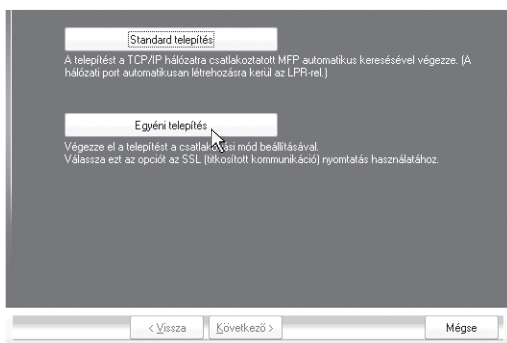 Standard telepítés
A telepítést a TCP/IP hálózatra csatlakoztatott MFP automatikus keresésével végezze. (A
hálózati port automatikusan létrehozásra kerül az LPR-rel.)
Egyéni telepítés
Végezze el a telepítést a csatlakozási mód beállításával.
Válassza ezt az opciót az SSL (titkosított kommunikáció) nyomtatás használatához.
< Vissza
Következő >
Mégse